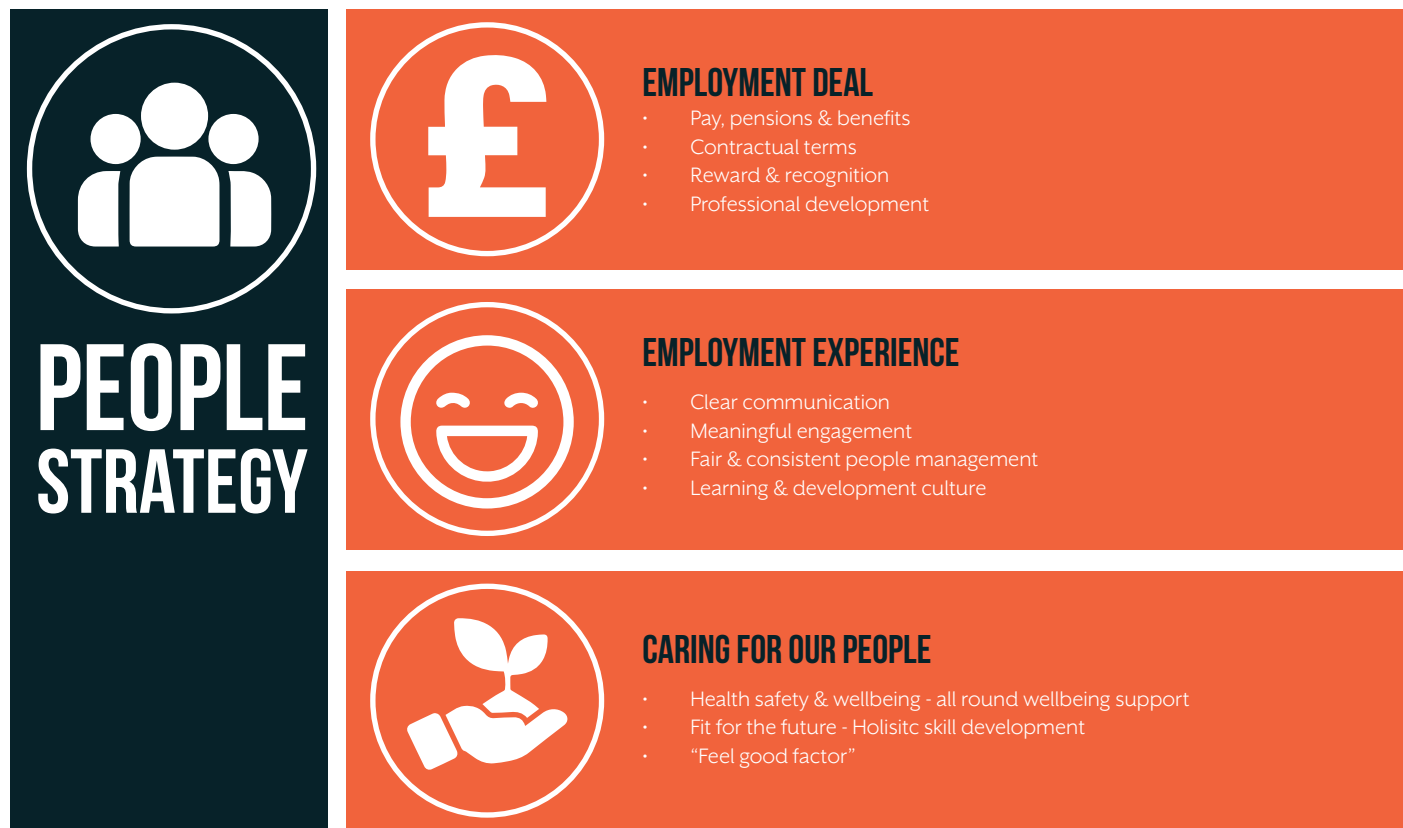 PEOPLE
STRATEGY
EMPLOYMENT DEAL
• Pay, pensions & benefits
• Contractual terms
• Reward & recognition
• Professional development
EMPLOYMENT EXPERIENCE
• Clear communication
• Meaningful engagement
• Fair & consistent people management
• Learning & development culture
CARING FOR OUR PEOPLE
• Health safety & wellbeing - all round wellbeing support
• Fit for the future - Holisitc skill development
• “Feel good factor”